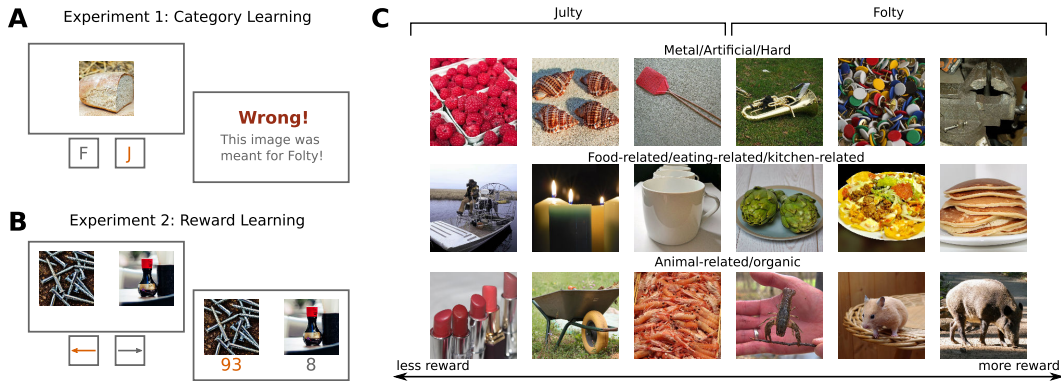 A
Experiment 1: Category Learning
F
J
Wrong!
This image was
meant for Folty!
B
Experiment 2: Reward Learning
93
8
C
Julty
Folty
Metal/Artificial/Hard
Food-related/eating-related/kitchen-related
Animal-related/organic
less reward
more reward